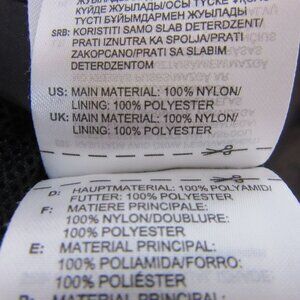 КИЙДЕ ЖУЫЛАДЫ/ОСЫ ТҮСКЕ
ТҮСТІ БҰЙЫМДАРМЕН ЖУЫЛАДЫ
SRB: KORISTITI SAMO SLAB DETERDZENT/
PRATI IZNUTRA KA SPOLJA/PRATI
ZAKOPCANO/PRATI SA SLABIM
DETERDZENTOM
US: MAIN MATERIAL: 100% NYLON/
LINING: 100% POLYESTER
UK: MAIN MATERIAL: 100% NYLON/
LINING: 100% POLYESTER
D: HAUPTMATERIAL: 100% POLYAMID/
FUTTER: 100% POLYESTER
F: MATIERE PRINCIPALE:
100% NYLON/DOUBLURE:
100% POLYESTER
E: MATERIAL PRINCIPAL:
100% POLIAMIDA/FORRO:
100% POLIÉSTER
MATERIAL PRINCIPAL: